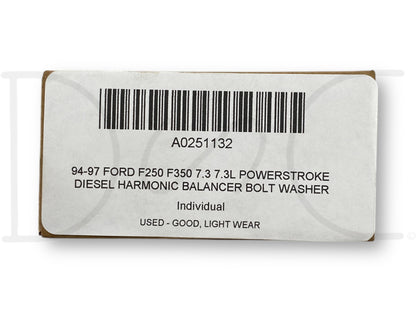 A0251132
94-97 FORD F250 F350 7.3 7.3L POWERSTROKE
DIESEL HARMONIC BALANCER BOLT WASHER
Individual
USED - GOOD, LIGHT WEAR